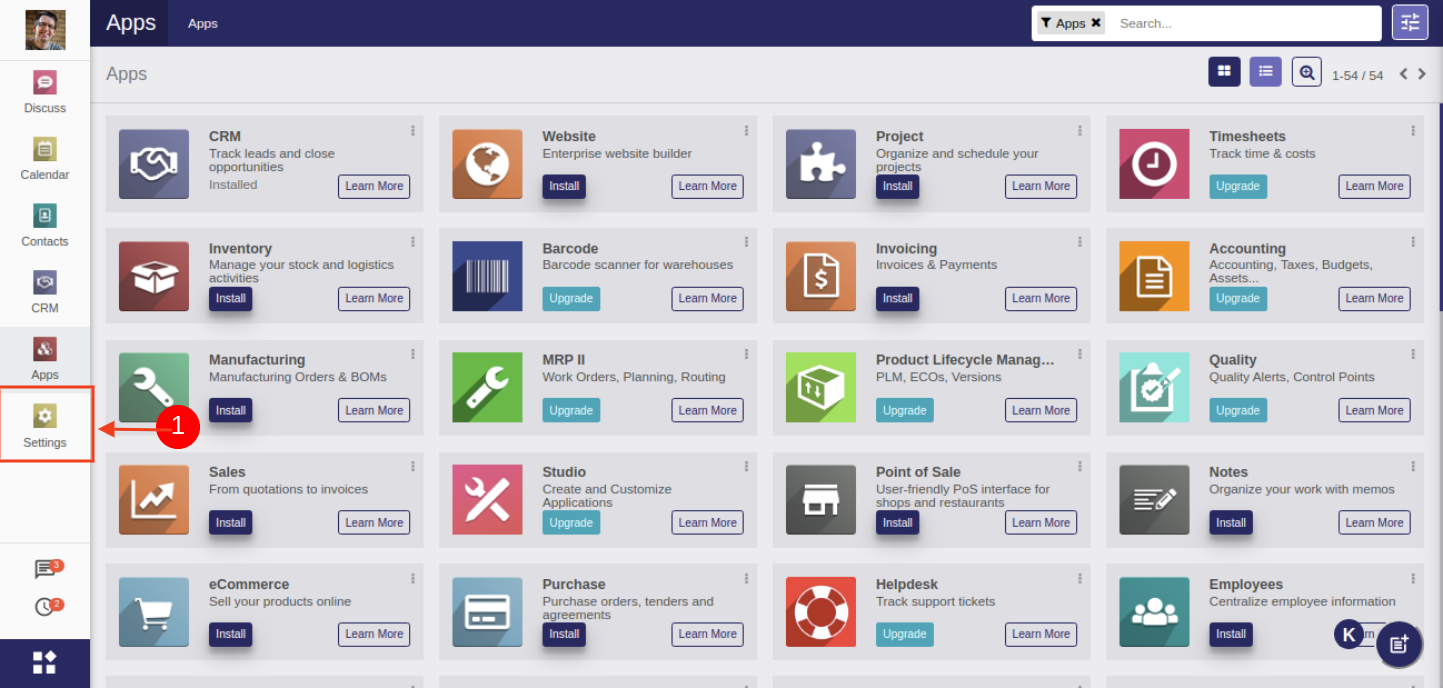 Apps
Apps
Apps ✖
Search...
Discuss
Calendar
Contacts
CRM
Apps
Settings
1
3
2
Apps
1-54 / 54
CRM
Track leads and close
opportunities
Installed
Learn More
Website
Enterprise website builder
Install
Learn More
Project
Organize and schedule your
projects
Install
Learn More
Timesheets
Track time & costs
Upgrade
Learn More
Inventory
Manage your stock and logistics
activities
Install
Learn More
Barcode
Barcode scanner for warehouses
Upgrade
Learn More
Invoicing
Invoices & Payments
Install
Learn More
Accounting
Accounting, Taxes, Budgets,
Assets...
Upgrade
Learn More
Manufacturing
Manufacturing Orders & BOMs
Install
Learn More
MRP II
Work Orders, Planning, Routing
Upgrade
Learn More
Product Lifecycle Manag...
PLM, ECOs, Versions
Upgrade
Learn More
Quality
Quality Alerts, Control Points
Upgrade
Learn More
Sales
From quotations to invoices
Install
Learn More
Studio
Create and Customize
Applications
Upgrade
Learn More
Point of Sale
User-friendly PoS interface for
shops and restaurants
Install
Learn More
Notes
Organize your work with memos
Install
Learn More
eCommerce
Sell your products online
Install
Learn More
Purchase
Purchase orders, tenders and
agreements
Install
Learn More
Helpdesk
Track support tickets
Upgrade
Learn More
Employees
Centralize employee information
Install
K